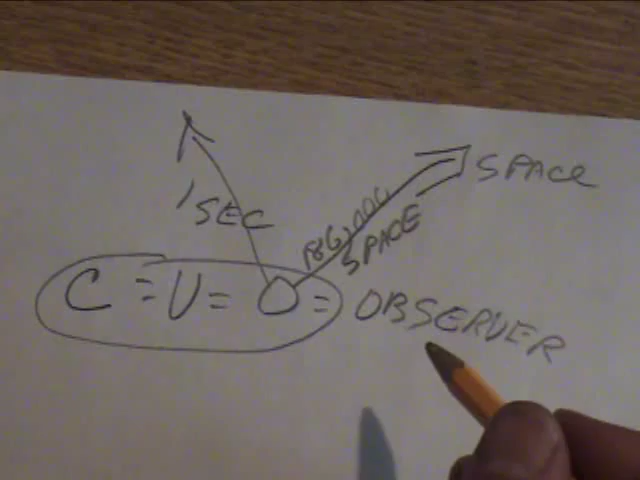 1 SEC
186,000
SPACE
SPACE
C = V = O = OBSERVER